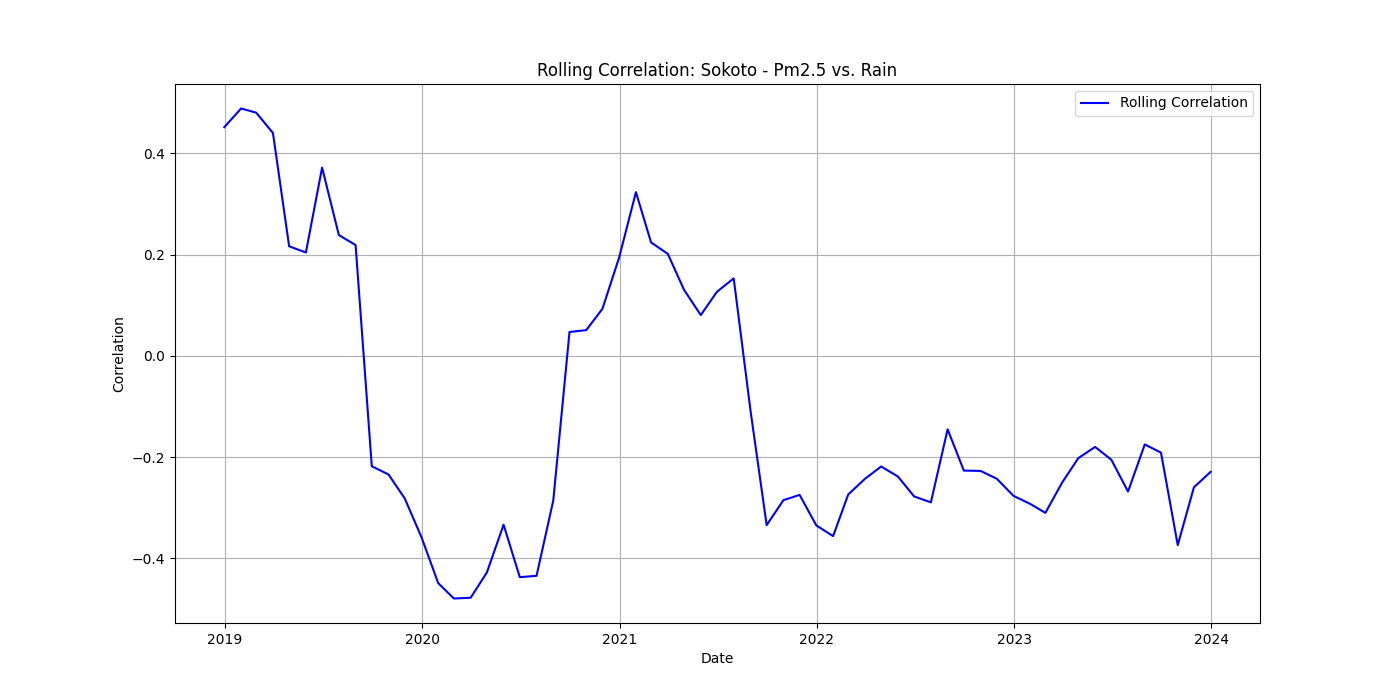 Rolling Correlation: Sokoto - Pm2.5 vs. Rain
Rolling Correlation
Correlation
0.4
0.2
0.0
−0.2
−0.4
2019 2020 2021 2022 2023 2024
Date